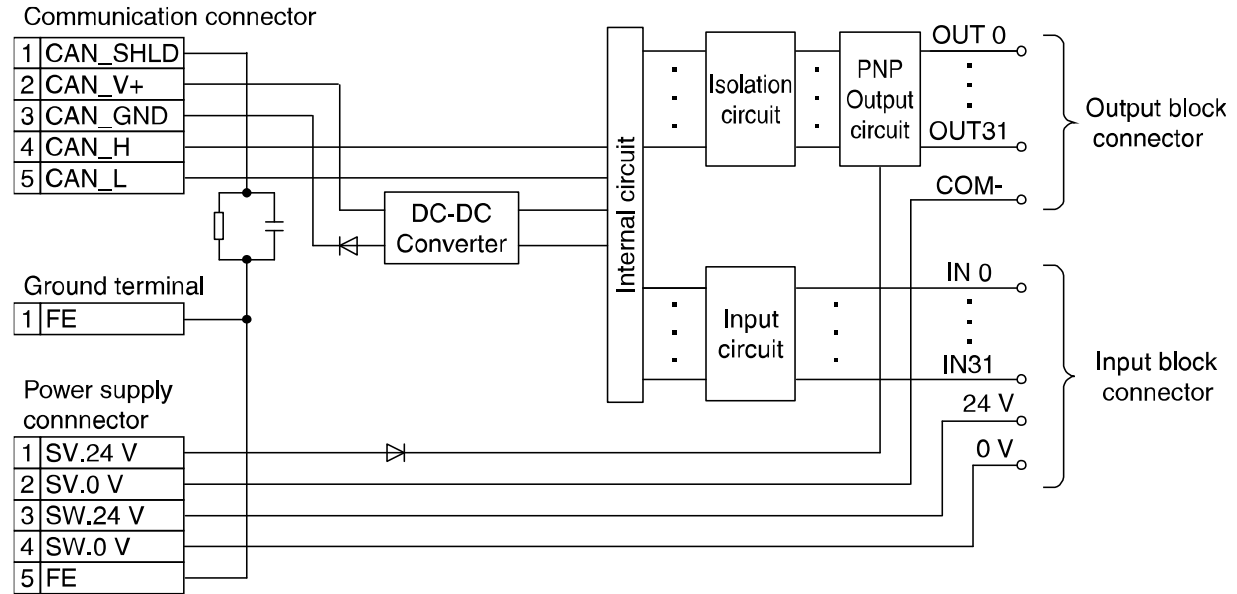 Communication connector
1 CAN_SHLD
2 CAN_V+
3 CAN_GND
4 CAN_H
5 CAN_L
Ground terminal
1 FE
Power supply
connnector
1 SV.24 V
2 SV.0 V
3 SW.24 V
4 SW.0 V
5 FE
DC-DC
Converter
Internal circuit
Isolation
circuit
PNP
Output
circuit
Input
circuit
OUT 0
OUT31
COM-
Output block
connector
IN 0
IN31
24 V
0 V
Input block
connector